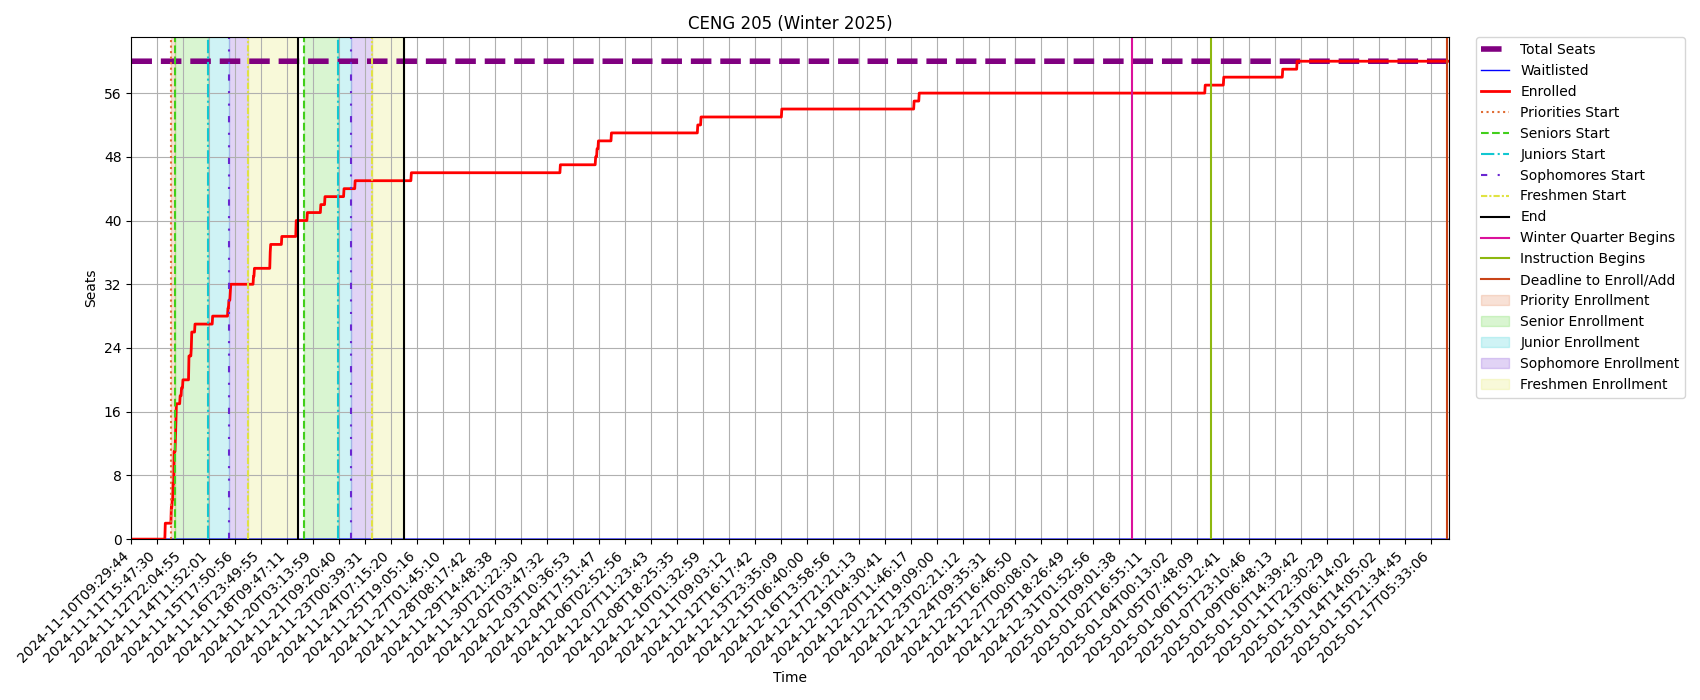 CENG 205 (Winter 2025)
Total Seats
Waitlisted
Enrolled
Priorities Start
Seniors Start
Juniors Start
Sophomores Start
Freshmen Start
End
Winter Quarter Begins
Instruction Begins
Deadline to Enroll/Add
Priority Enrollment
Senior Enrollment
Junior Enrollment
Sophomore Enrollment
Freshmen Enrollment
Seats
56
48
40
32
24
16
8
0
2024-11-10T09:29:44
2024-11-11T15:47:30
2024-11-12T22:04:55
2024-11-14T11:52:01
2024-11-15T17:50:56
2024-11-16T23:49:55
2024-11-18T09:47:11
2024-11-20T03:13:59
2024-11-21T09:20:40
2024-11-23T00:39:31
2024-11-24T07:15:20
2024-11-25T19:05:16
2024-11-27T01:45:10
2024-11-28T08:17:42
2024-11-29T14:48:38
2024-11-30T21:22:30
2024-12-02T03:47:32
2024-12-03T10:36:53
2024-12-04T17:51:47
2024-12-06T02:52:56
2024-12-07T11:23:43
2024-12-08T18:25:35
2024-12-10T01:32:59
2024-12-11T09:03:12
2024-12-12T16:17:42
2024-12-13T23:35:09
2024-12-15T06:40:00
2024-12-16T13:58:56
2024-12-17T21:21:13
2024-12-19T04:30:41
2024-12-20T11:46:17
2024-12-21T19:09:00
2024-12-23T02:21:12
2024-12-24T09:35:31
2024-12-25T16:46:50
2024-12-27T00:08:01
2024-12-29T18:26:49
2024-12-31T01:52:56
2025-01-01T09:01:38
2025-01-02T16:55:11
2025-01-04T00:13:02
2025-01-05T07:48:09
2025-01-06T15:12:41
2025-01-07T23:10:46
2025-01-09T06:48:13
2025-01-10T14:39:42
2025-01-11T22:30:29
2025-01-13T06:14:02
2025-01-14T14:05:02
2025-01-15T21:34:45
2025-01-17T05:33:06
Time